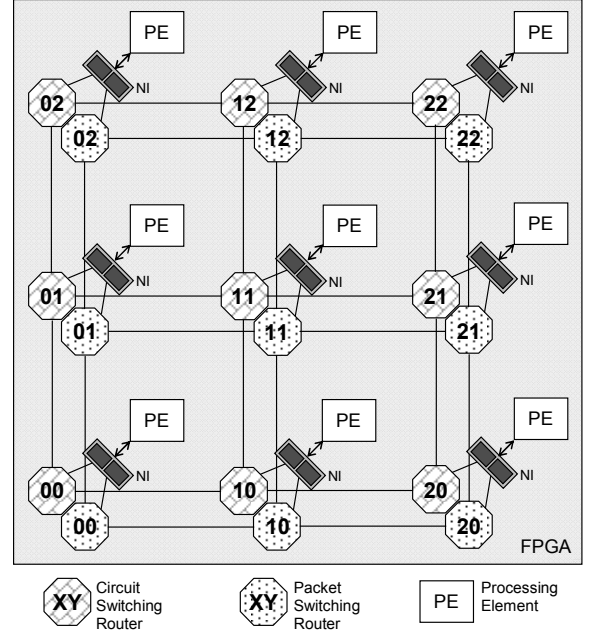 PE PE PE
NI NI NI
02 12 22
02 12 22
PE PE PE
NI NI NI
01 11 21
01 11 21
PE PE PE
NI NI NI
00 10 20
00 10 20
FPGA
XY Circuit Switching Router
XY Packet Switching Router
PE Processing Element